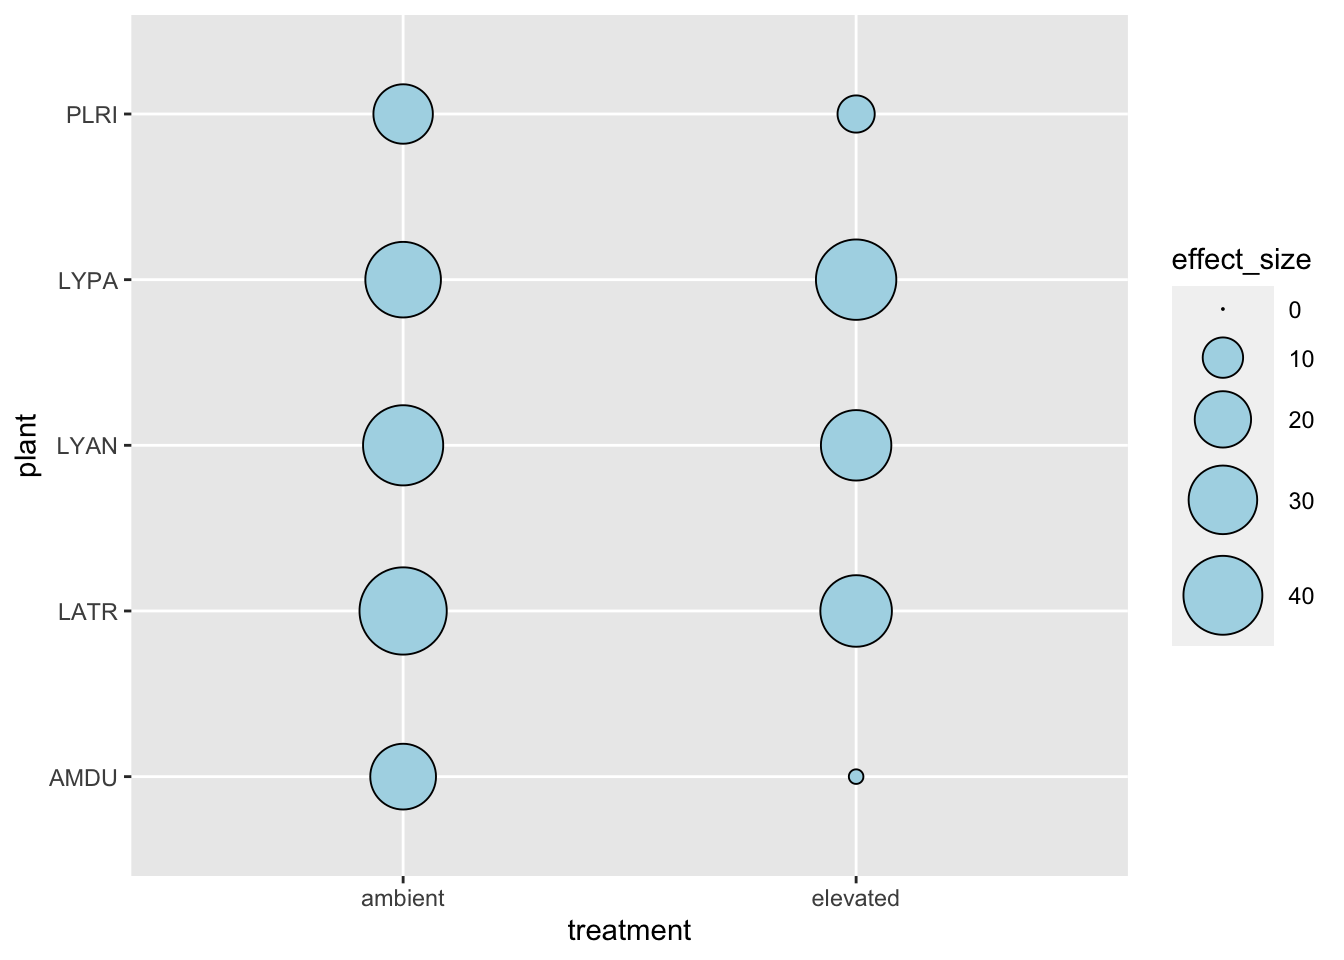 PLRI
LYPA
LYAN
LATR
AMDU
plant
ambient
elevated
treatment
effect_size
0
10
20
30
40